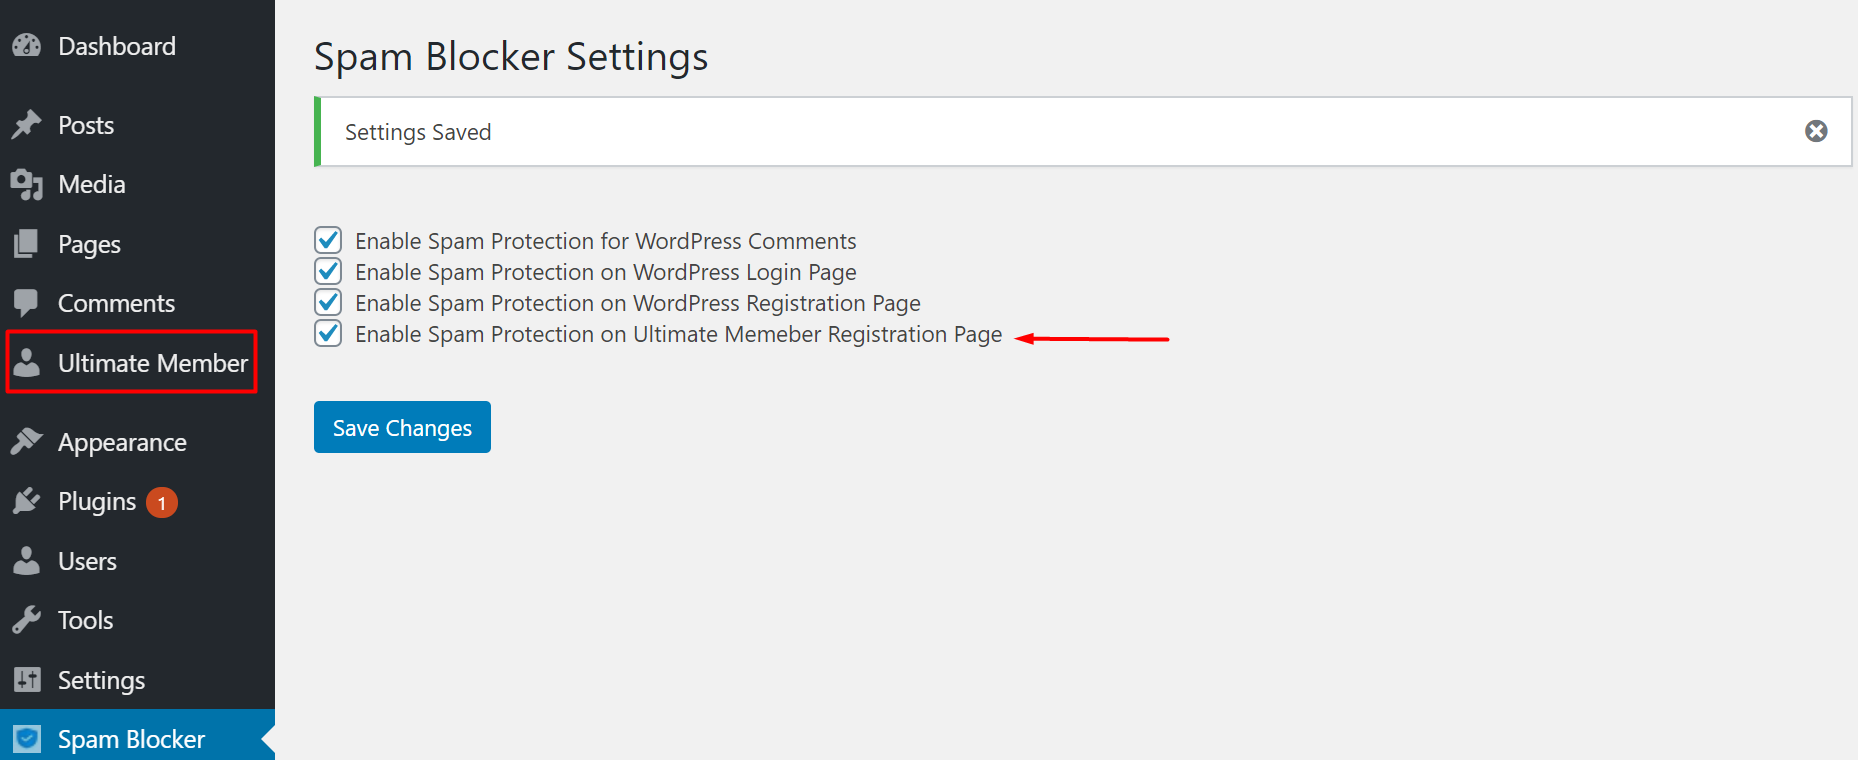 Dashboard
Posts
Media
Pages
Comments
Ultimate Member
Appearance
Plugins 1
Users
Tools
Settings
Spam Blocker
Spam Blocker Settings
Settings Saved
Enable Spam Protection for WordPress Comments
Enable Spam Protection on WordPress Login Page
Enable Spam Protection on WordPress Registration Page
Enable Spam Protection on Ultimate Memeber Registration Page
Save Changes